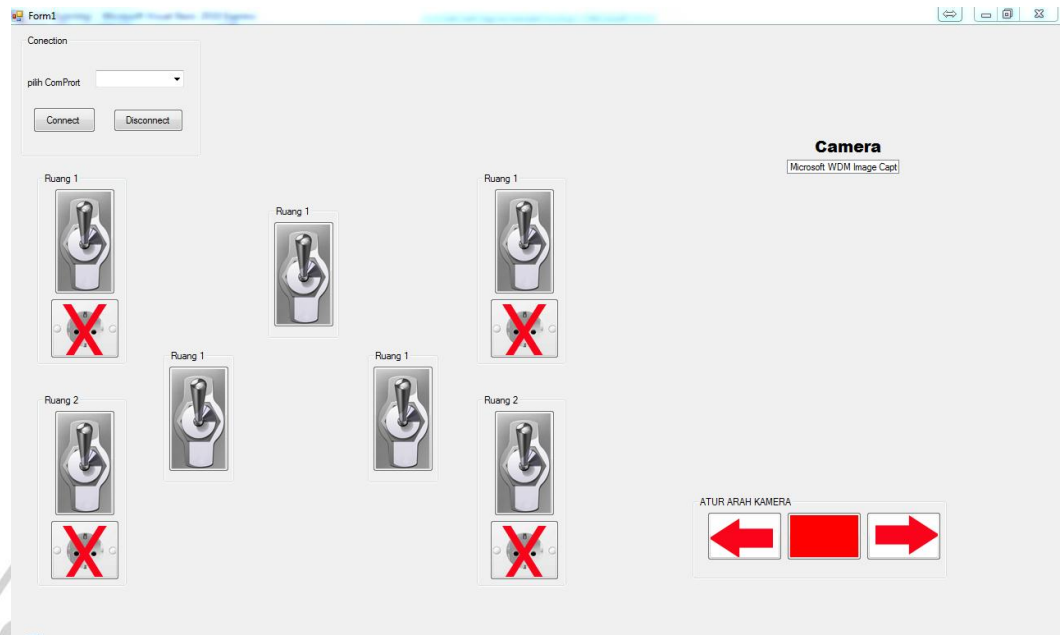 Form1
Conection
pilih ComPrort
Connect
Disconnect
Camera
Microsoft WDM Image Capt
Ruang 1
Ruang 1
Ruang 1
Ruang 1
Ruang 1
Ruang 2
Ruang 2
ATUR ARAH KAMERA